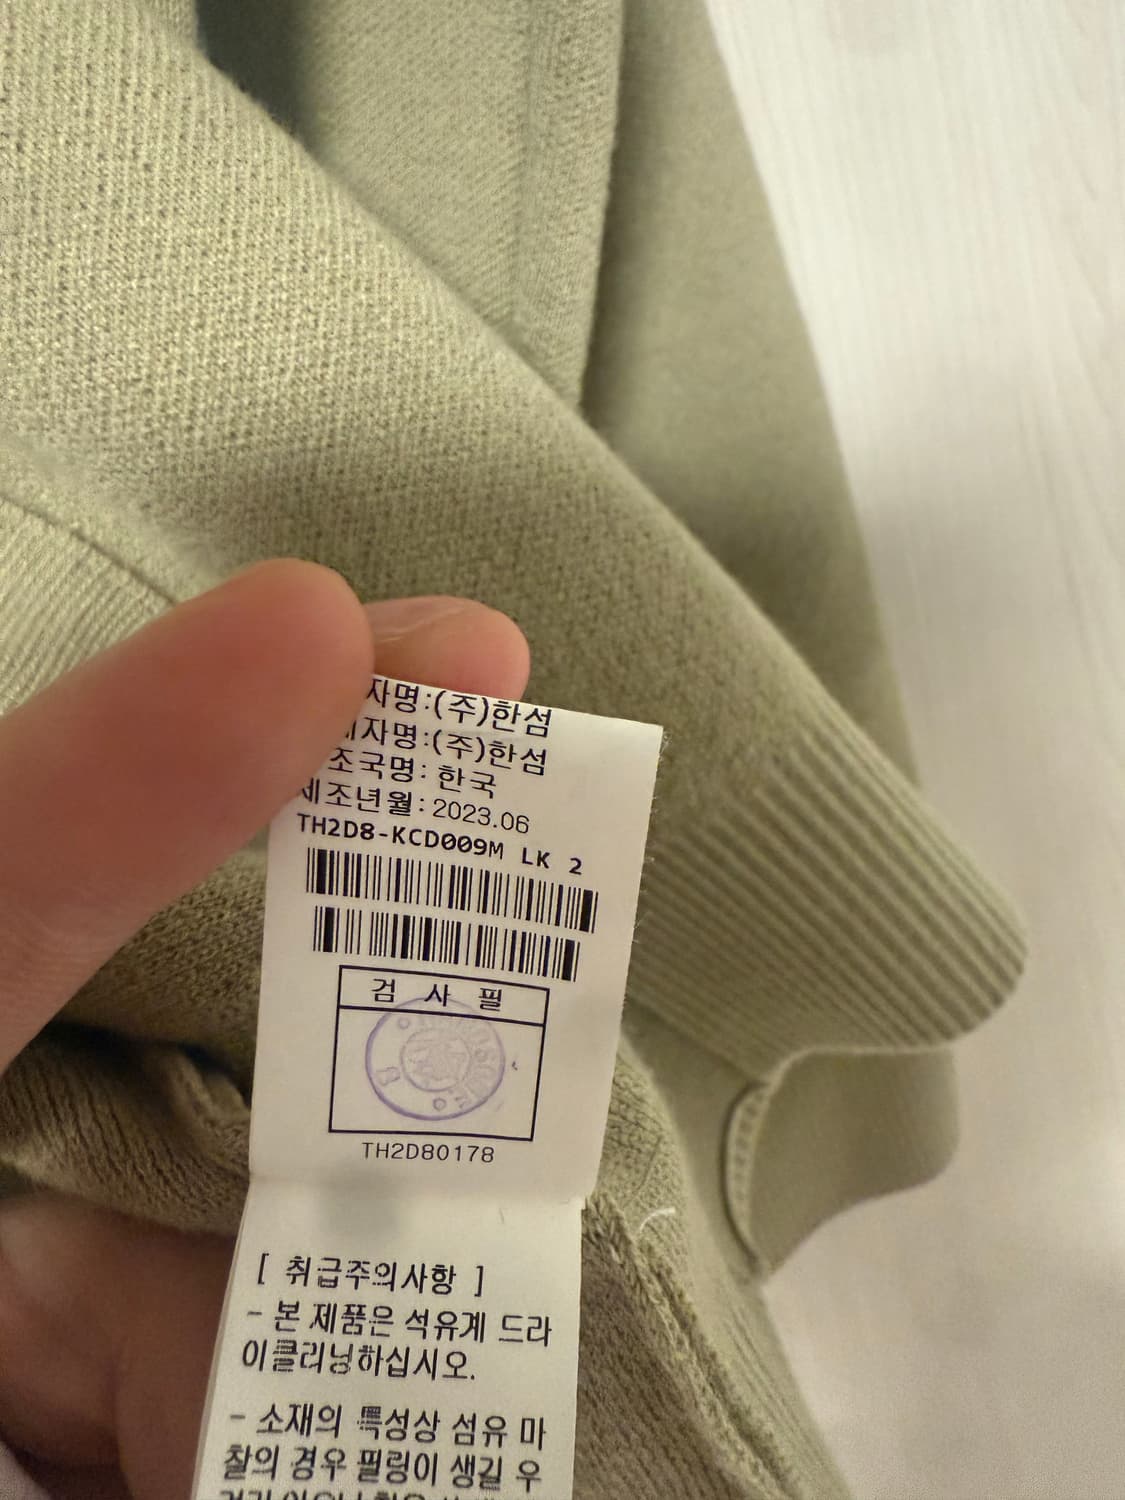 자명:(주)한섬
자명:(주)한섬
조국명: 한국
제조년월: 2023.06
TH2D8-KCD009M LK 2
검 사 필
TH2D80178
[ 취급주의사항 ]
- 본 제품은 석유계 드라
이클리닝하십시오.
- 소재의 특성상 섬유 마
찰의 경우 필링이 생길 우